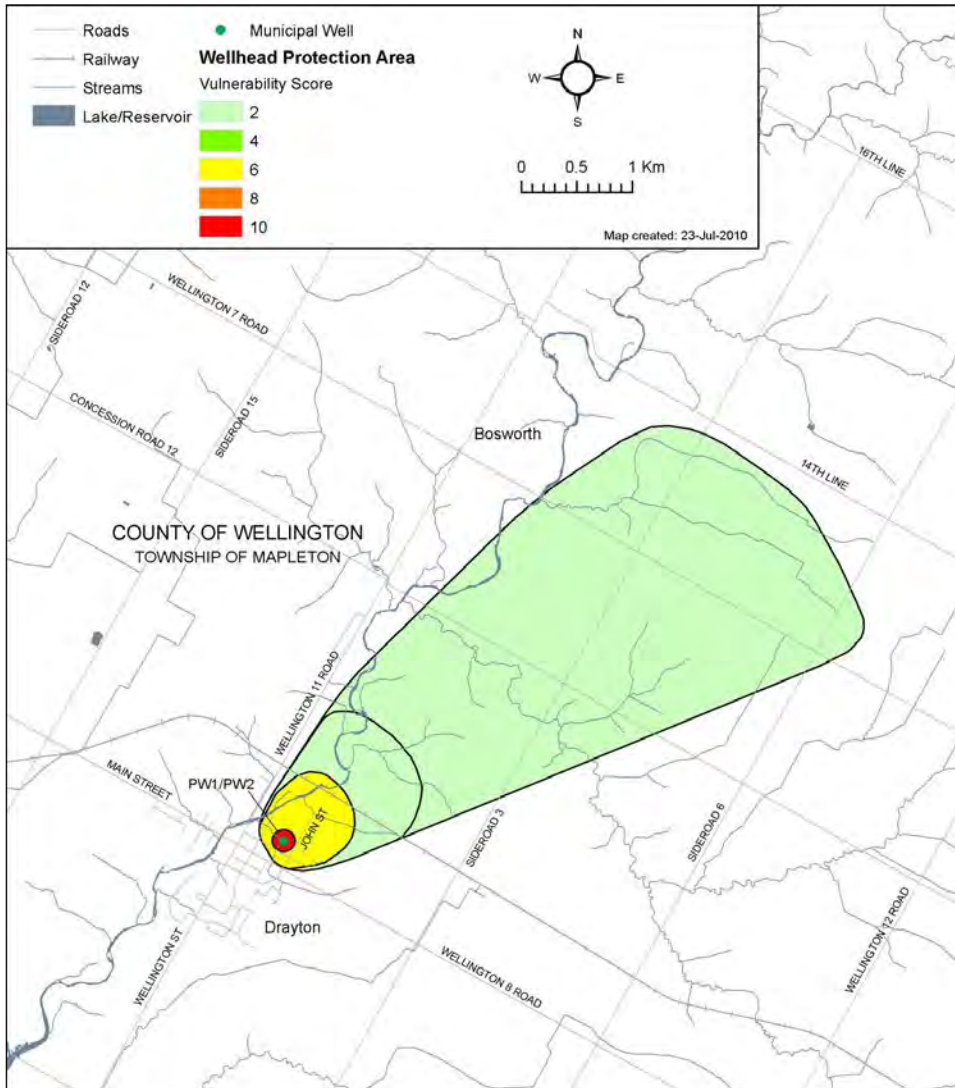 Roads
Railway
Streams
Lake/Reservoir
Municipal Well
Wellhead Protection Area
Vulnerability Score
2
4
6
8
10
N
W
E
S
0 0.5 1 Km
Map created: 23-Jul-2010
16TH LINE
SIDEROAD 12
WELLINGTON 7 ROAD
CONCESSION ROAD 12
SIDEROAD 15
Bosworth
14TH LINE
COUNTY OF WELLINGTON
TOWNSHIP OF MAPLETON
WELLINGTON 11 ROAD
MAIN STREET
PW1/PW2
JOHN ST
SIDEROAD 3
SIDEROAD 6
WELLINGTON 12 ROAD
Drayton
WELLINGTON ST
WELLINGTON 8 ROAD